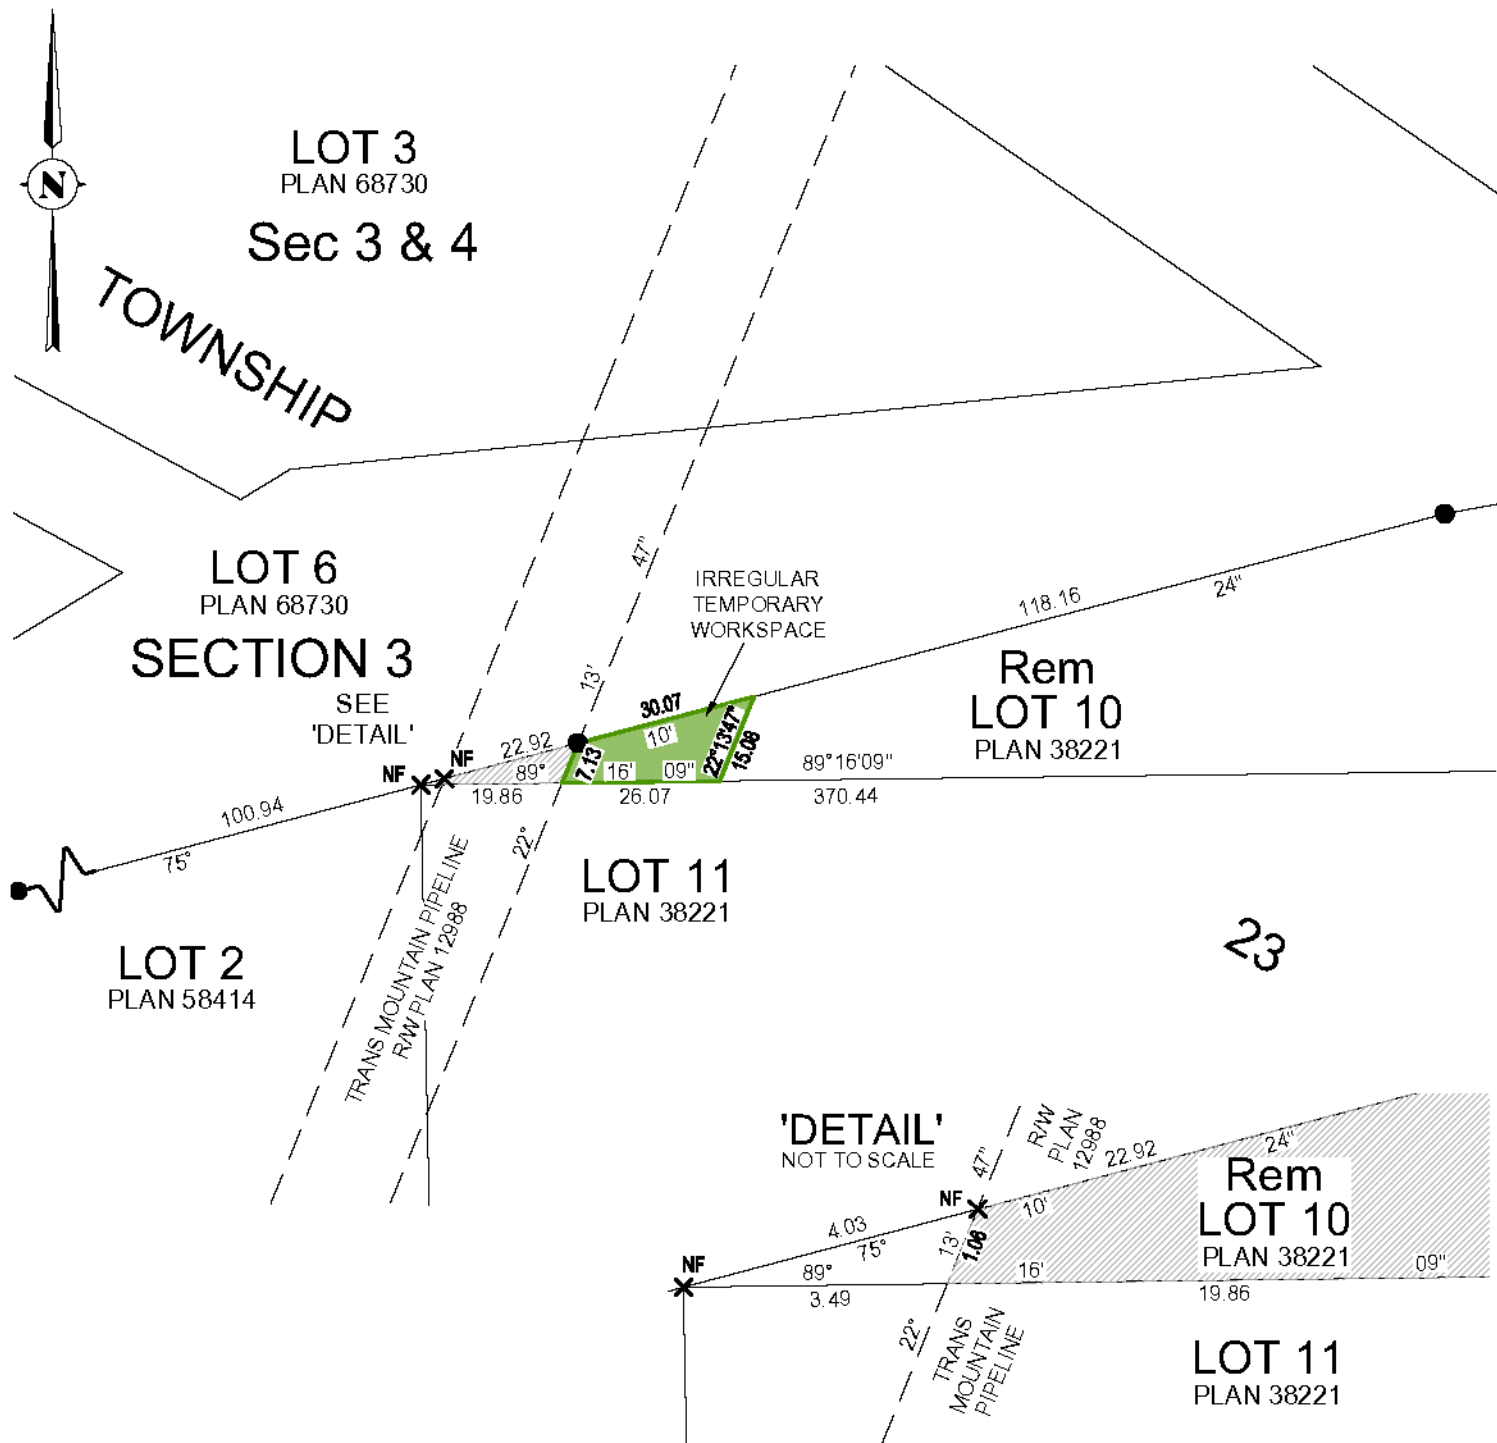 N
LOT 3
PLAN 68730
Sec 3 & 4
TOWNSHIP
LOT 6
PLAN 68730
SECTION 3
SEE
'DETAIL'
47"
13'
IRREGULAR
TEMPORARY
WORKSPACE
118.16
24"
Rem
LOT 10
PLAN 38221
NF
NF
22.92
30.07
10'
7.13
22°13'47"
15.08
89°
16'
09"
89°16'09"
19.86
26.07
370.44
100.94
75°
22°
TRANS MOUNTAIN PIPELINE
R/W PLAN 12988
LOT 11
PLAN 38221
LOT 2
PLAN 58414
23
'DETAIL'
NOT TO SCALE
47"
R/W
PLAN
12988
22.92
24"
Rem
LOT 10
PLAN 38221
NF
10'
4.03
75°
13'
1.06
NF
89°
16'
09"
3.49
19.86
22°
TRANS
MOUNTAIN
PIPELINE
LOT 11
PLAN 38221